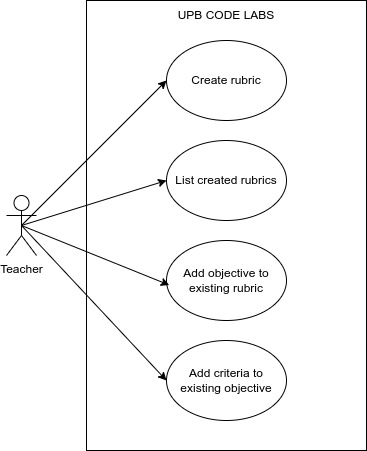 UPB CODE LABS
Create rubric
List created rubrics
Add objective to
existing rubric
Teacher
Add criteria to
existing objective